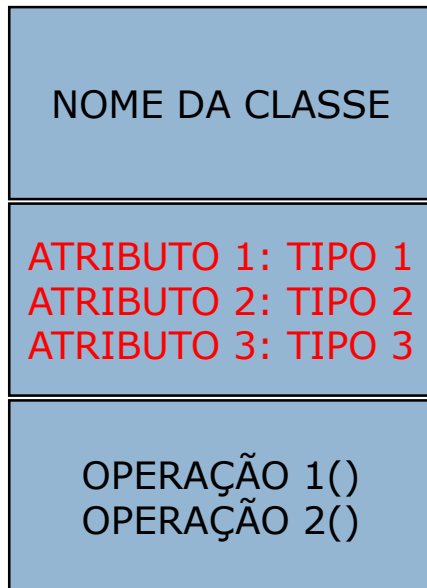 NOME DA CLASSE
ATRIBUTO 1: TIPO 1
ATRIBUTO 2: TIPO 2
ATRIBUTO 3: TIPO 3
OPERAÇÃO 1()
OPERAÇÃO 2()